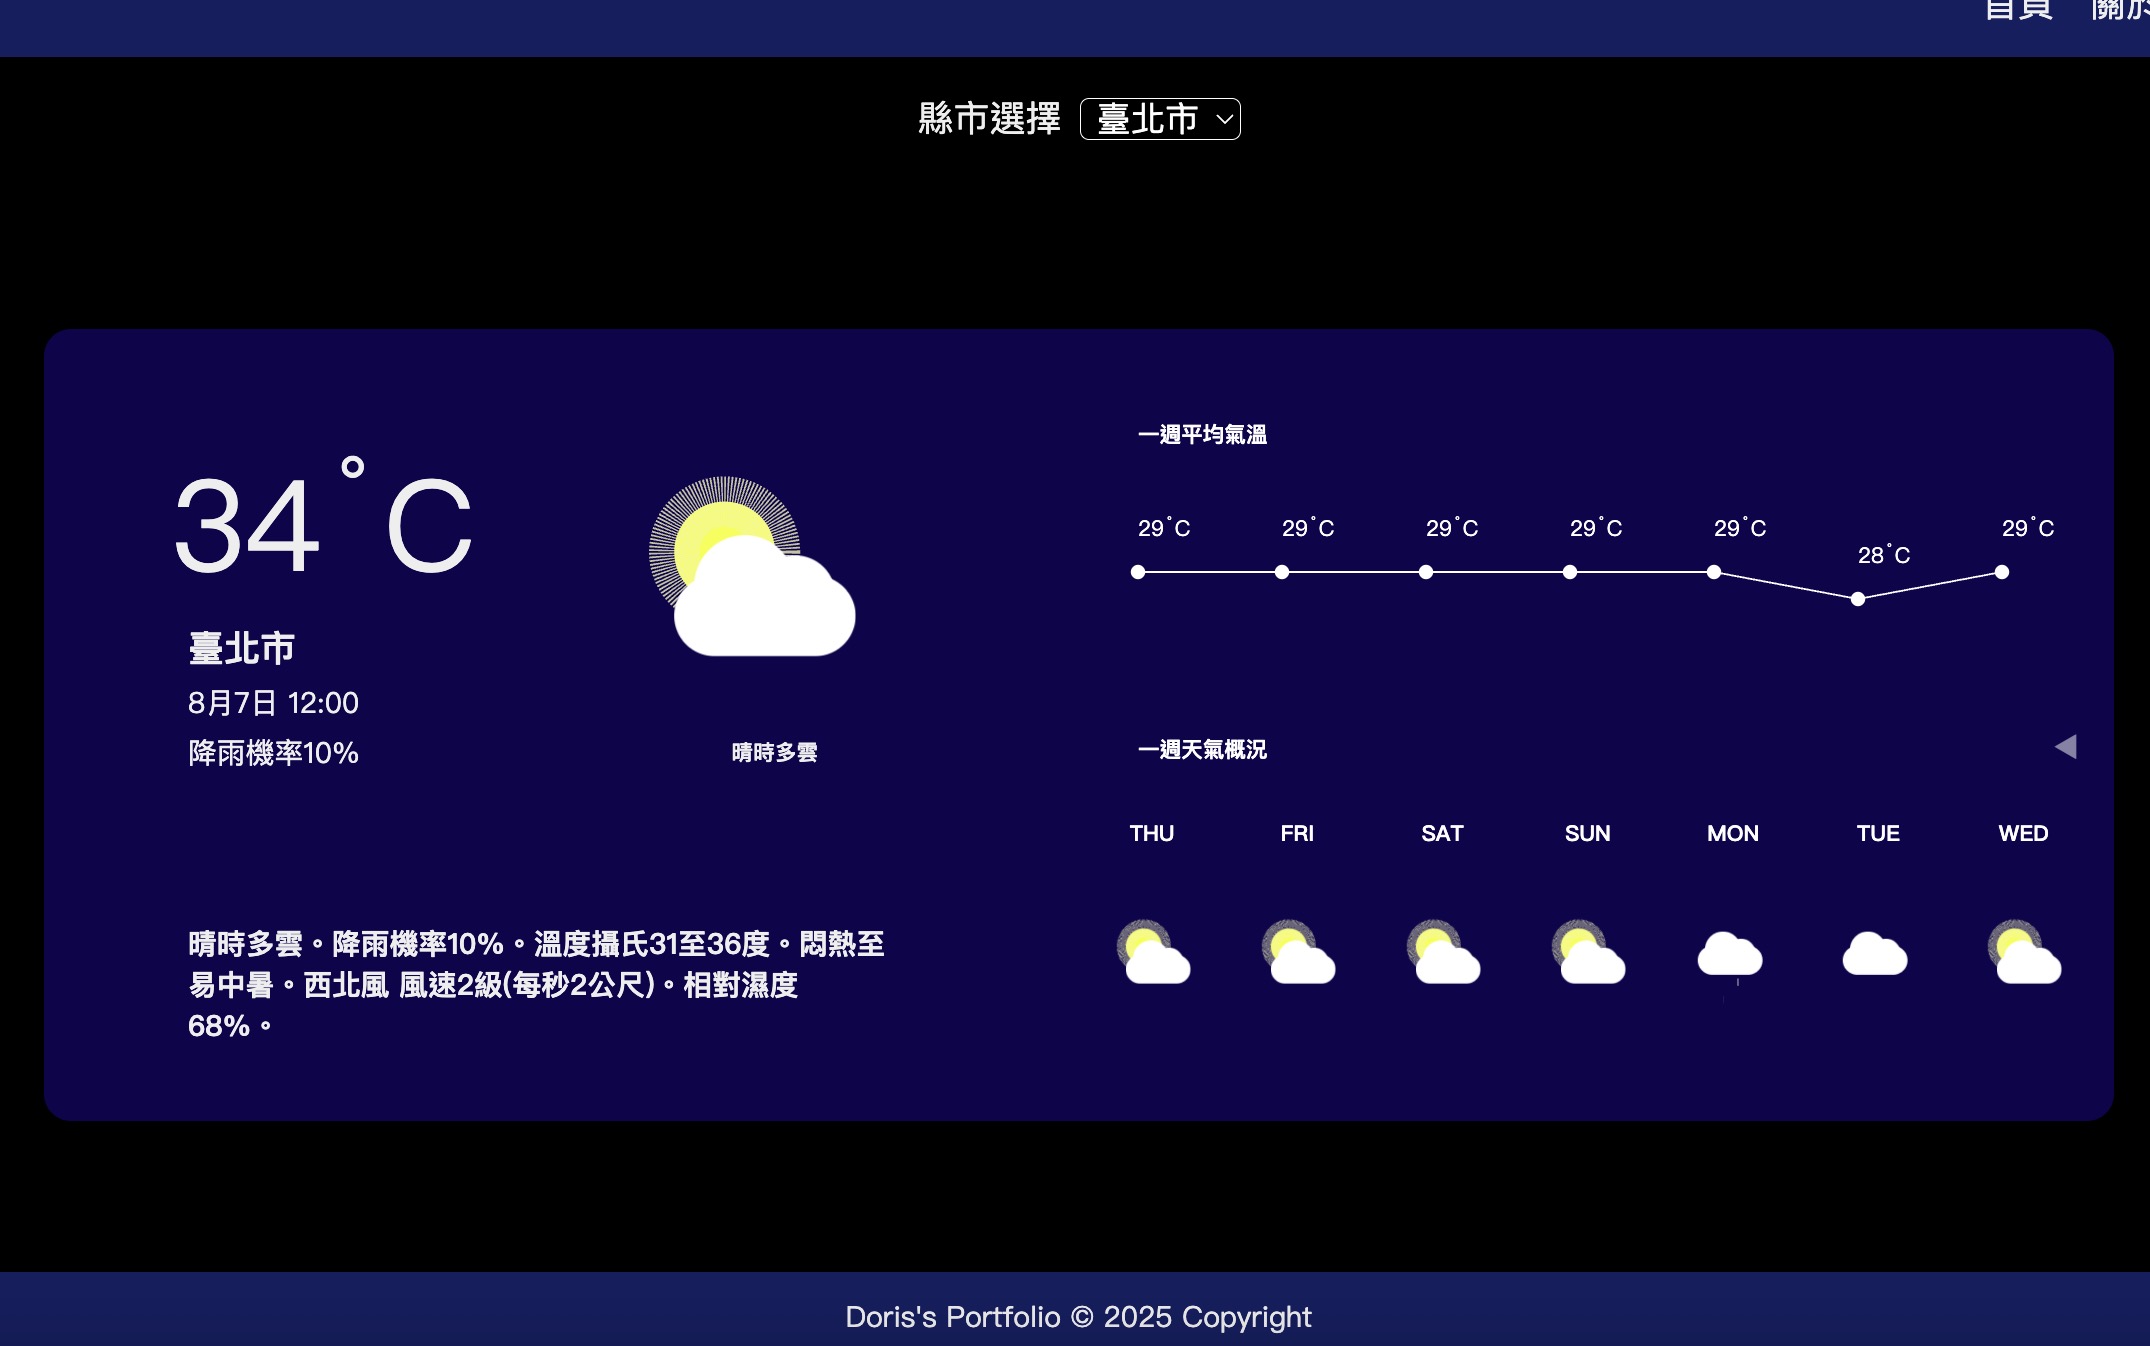 首頁 關於
縣市選擇 臺北市
34°C
臺北市
8月7日 12:00
降雨機率10%
晴時多雲
晴時多雲。降雨機率10%。溫度攝氏31至36度。悶熱至
易中暑。西北風 風速2級(每秒2公尺)。相對濕度
68%。
一週平均氣溫
29°C 29°C 29°C 29°C 29°C 28°C 29°C
一週天氣概況
THU FRI SAT SUN MON TUE WED
Doris's Portfolio © 2025 Copyright